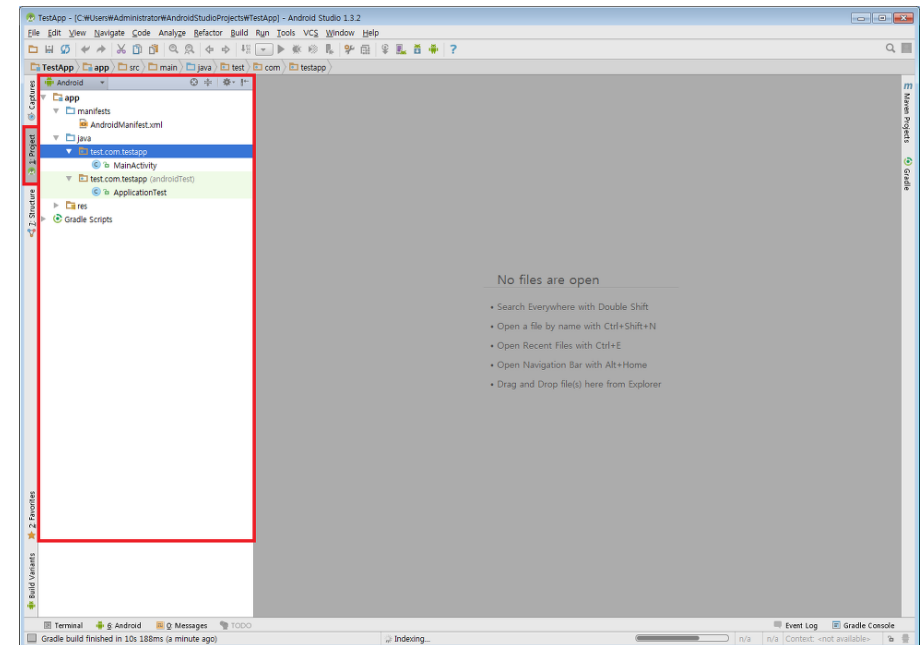 TestApp - [C:₩Users₩Administrator₩AndroidStudioProjects₩TestApp] - Android Studio 1.3.2
File Edit View Navigate Code Analyze Refactor Build Run Tools VCS Window Help
TestApp app src main java test com testapp
Captures
1: Project
7: Structure
2: Favorites
Build Variants
Android
app
manifests
AndroidManifest.xml
java
test.com.testapp
MainActivity
test.com.testapp (androidTest)
ApplicationTest
res
Gradle Scripts
No files are open
• Search Everywhere with Double Shift
• Open a file by name with Ctrl+Shift+N
• Open Recent Files with Ctrl+E
• Open Navigation Bar with Alt+Home
• Drag and Drop file(s) here from Explorer
m
Maven Projects
Gradle
Terminal 6: Android 0: Messages TODO Event Log Gradle Console
Gradle build finished in 10s 188ms (a minute ago) Indexing... n/a n/a Context: <not available>